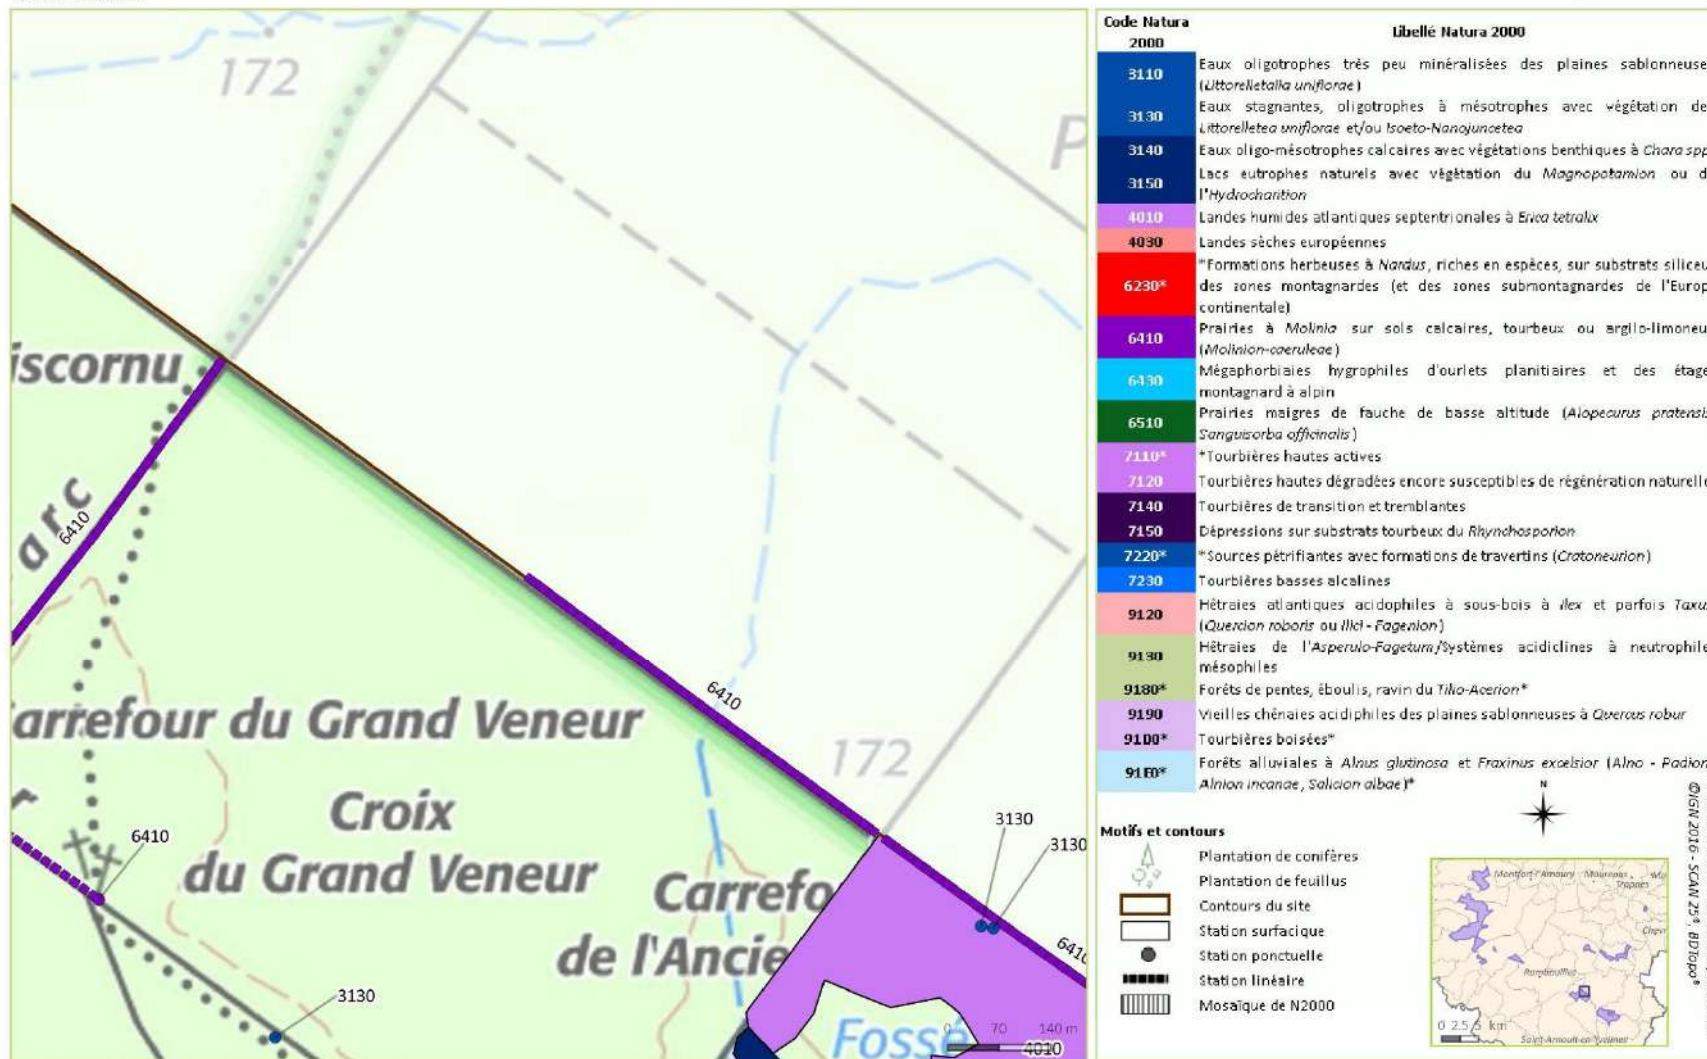 172
P
iscornu
arc
6410
6410
arrefour du Grand Veneur
172
Croix
du Grand Veneur
6410
3130
3130
Carrefo
de l'Ancie
6410
3130
Fossé
0 70 140 m
4010
Code Natura 2000
Libellé Natura 2000
3110
Eaux oligotrophes très peu minéralisées des plaines sablonneuse
(Littorelletalia uniflorae)
3130
Eaux stagnantes, oligotrophes à mésotrophes avec végétation de
Littorelletea uniflorae et/ou Isoeto-Nanojuncetea
3140
Eaux oligo-mésotrophes calcaires avec végétations benthiques à Chara spp
3150
Lacs eutrophes naturels avec végétation du Magnopotamion ou d
l'Hydrocharition
4010
Landes humides atlantiques septentrionales à Erica tetralix
4030
Landes sèches européennes
6230*
*Formations herbeuses à Nardus, riches en espèces, sur substrats siliceu
des zones montagnardes (et des zones submontagnardes de l'Europ
continentale)
6410
Prairies à Molinia sur sols calcaires, tourbeux ou argilo-limoneu
(Molinion-caeruleae)
6430
Mégaphorbiaies hygrophiles d'ourlets planitiaires et des étage
montagnard à alpin
6510
Prairies maigres de fauche de basse altitude (Alopecurus pratensis
Sanguisorba officinalis)
7110*
*Tourbières hautes actives
7120
Tourbières hautes dégradées encore susceptibles de régénération naturelle
7140
Tourbières de transition et tremblantes
7150
Dépressions sur substrats tourbeux du Rhynchosporion
7220*
*Sources pétrifiantes avec formations de travertins (Cratoneurion)
7230
Tourbières basses alcalines
9120
Hêtraies atlantiques acidophiles à sous-bois à Ilex et parfois Taxu
(Quercion roboris ou Ilici - Fagenion)
9130
Hêtraies de l'Asperulo-Fagetum/Systèmes acidiclines à neutrophile
mésophiles
9180*
Forêts de pentes, éboulis, ravin du Tilio-Acerion*
9190
Vieilles chênaies acidiphiles des plaines sablonneuses à Quercus robur
91D0*
Tourbières boisées*
91E0*
Forêts alluviales à Alnus glutinosa et Fraxinus excelsior (Alno - Padion
Alnion incanae, Salicion albae)*
N
Motifs et contours
Plantation de conifères
Plantation de feuillus
Contours du site
Station surfacique
Station ponctuelle
Station linéaire
Mosaïque de N2000
Montfort-l'Amaury
Maurepas
Trappes
Chevr
Rambouillet
0 2.5 5 km
Saint-Arnoult-en-Yvelines
©IGN 2016 - SCAN 25®, BDTopo®